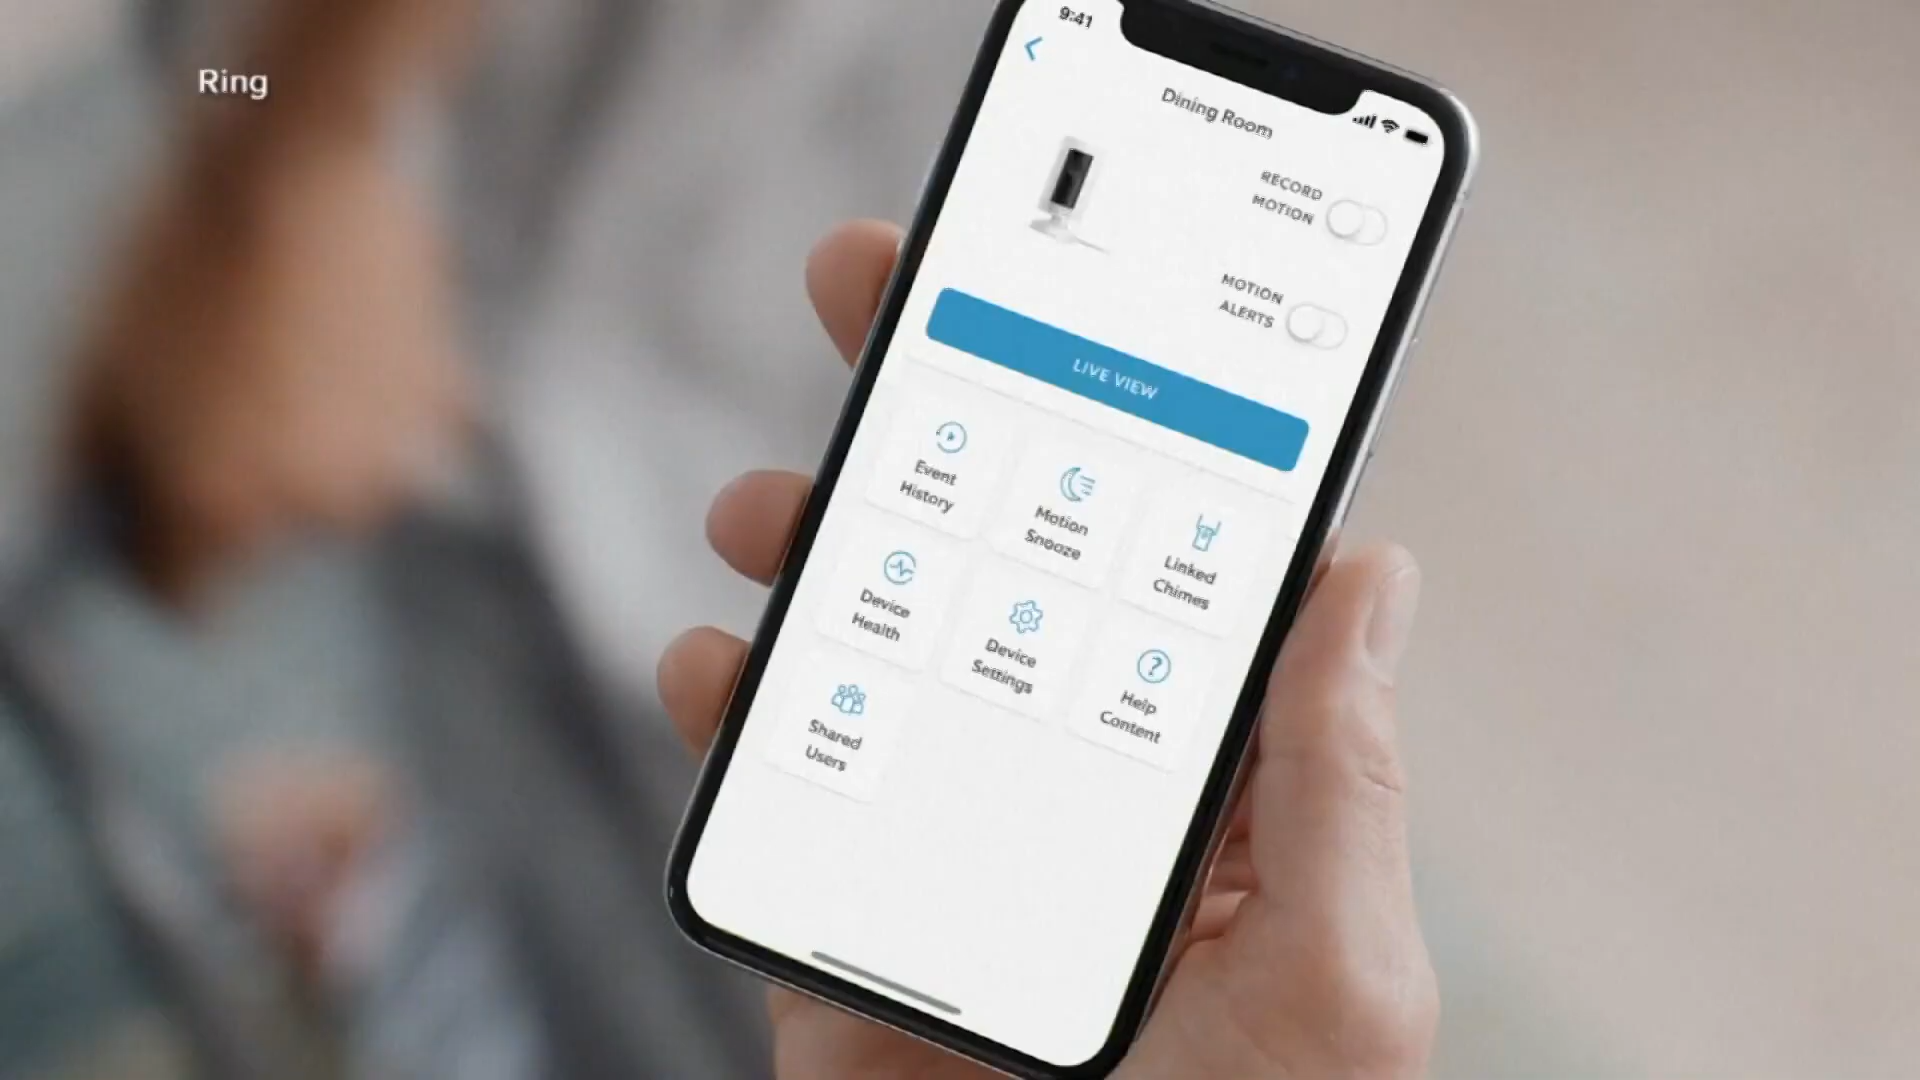 Ring
9:41
Dining Room
RECORD
MOTION
MOTION
ALERTS
LIVE VIEW
Event
History
Motion
Snooze
Linked
Chimes
Device
Health
Device
Settings
Help
Content
Shared
Users